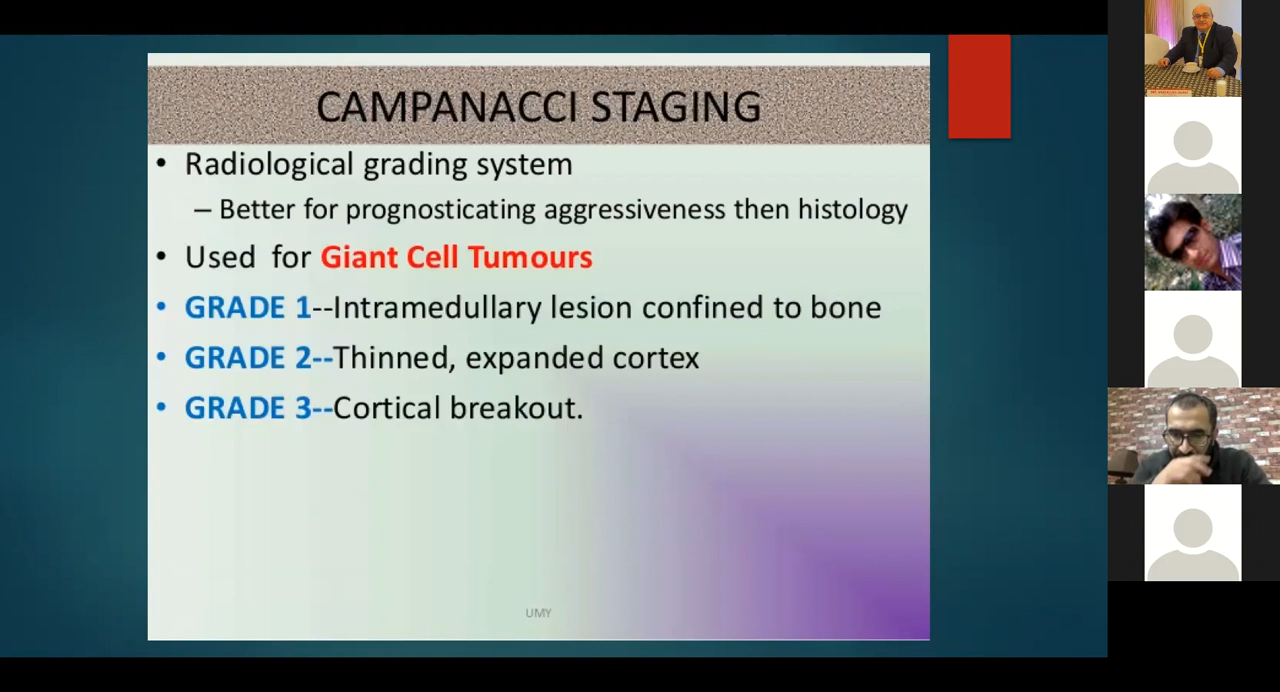 CAMPANACCI STAGING
• Radiological grading system
– Better for prognosticating aggressiveness then histology
• Used for Giant Cell Tumours
• GRADE 1--Intramedullary lesion confined to bone
• GRADE 2--Thinned, expanded cortex
• GRADE 3--Cortical breakout.
UMY